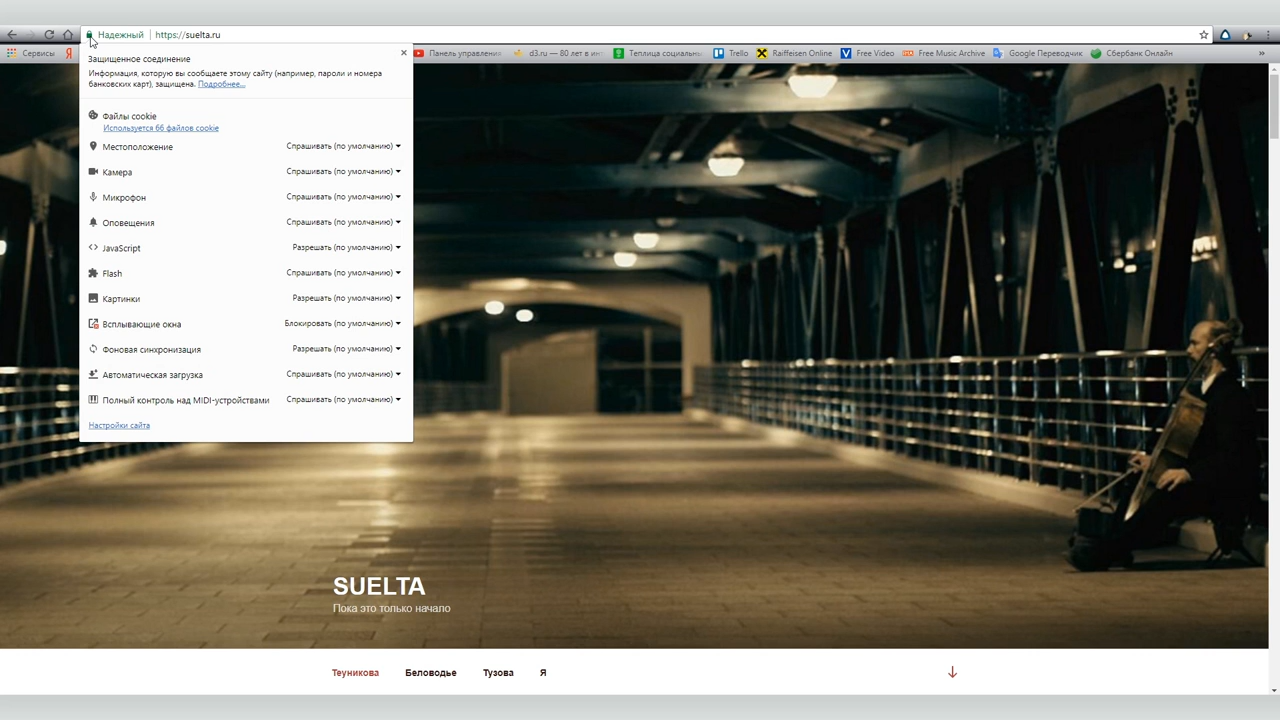 Надежный https://suelta.ru
Сервисы Я Панель управления d3.ru — 80 лет в инт Теплица социальны Trello Raiffeisen Online Free Video Free Music Archive Google Переводчик Сбербанк Онлайн »
Защищенное соединение
Информация, которую вы сообщаете этому сайту (например, пароли и номера
банковских карт), защищена. Подробнее...
Файлы cookie
Используется 66 файлов cookie
Местоположение Спрашивать (по умолчанию)
Камера Спрашивать (по умолчанию)
Микрофон Спрашивать (по умолчанию)
Оповещения Спрашивать (по умолчанию)
JavaScript Разрешать (по умолчанию)
Flash Спрашивать (по умолчанию)
Картинки Разрешать (по умолчанию)
Всплывающие окна Блокировать (по умолчанию)
Фоновая синхронизация Разрешать (по умолчанию)
Автоматическая загрузка Спрашивать (по умолчанию)
Полный контроль над MIDI-устройствами Спрашивать (по умолчанию)
Настройки сайта
SUELTA
Пока это только начало
Теуникова Беловодье Тузова Я